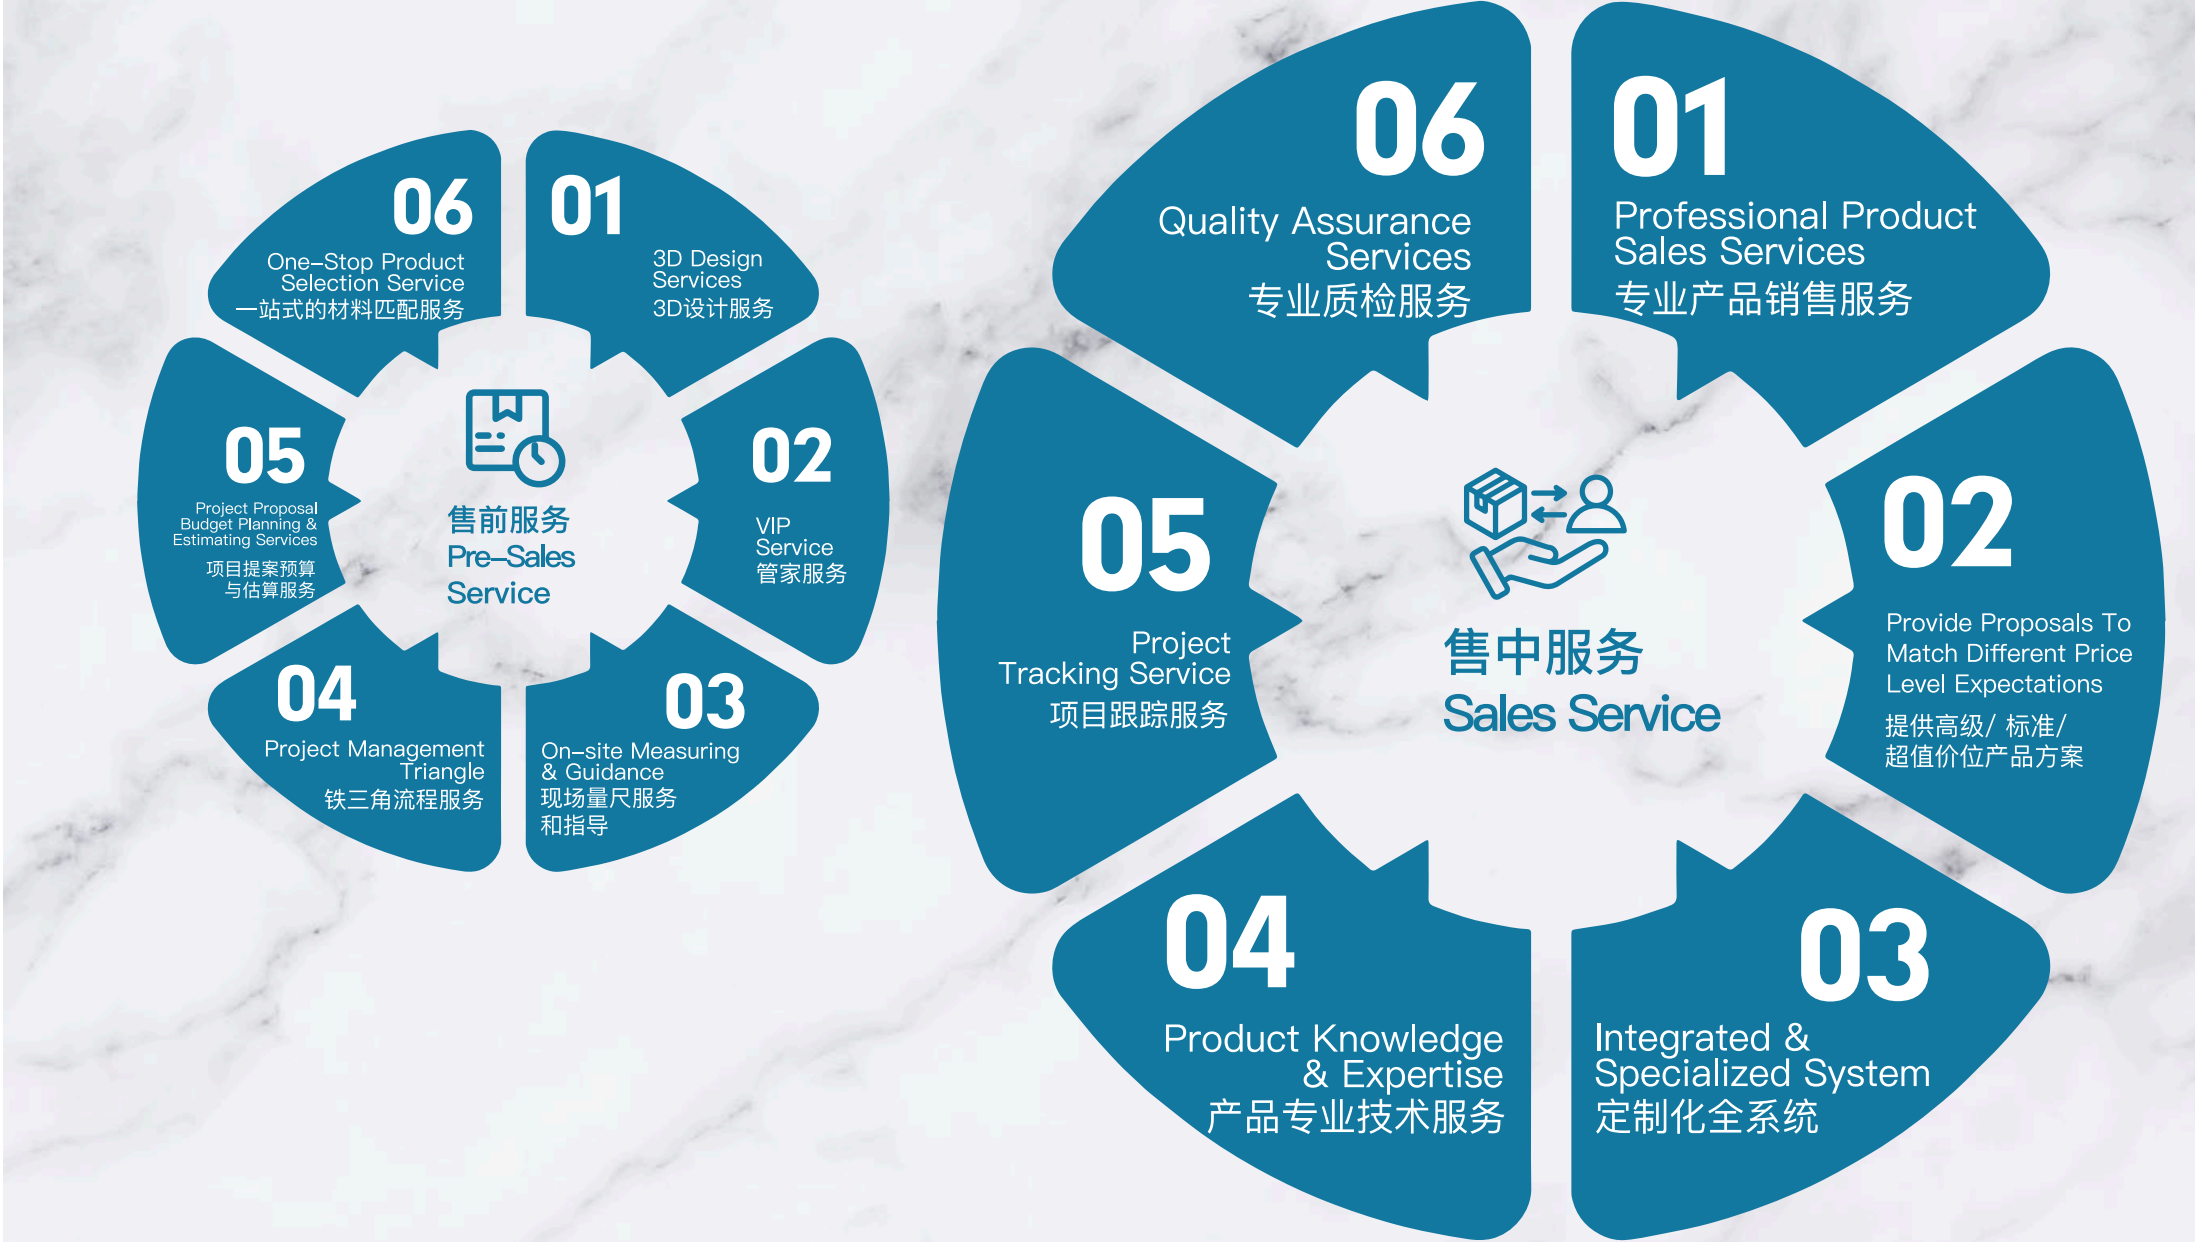 售前服务
Pre–Sales
Service
01
3D Design
Services
3D设计服务
02
VIP
Service
管家服务
03
On–site Measuring
& Guidance
现场量尺服务
和指导
04
Project Management
Triangle
铁三角流程服务
05
Project Proposal
Budget Planning &
Estimating Services
项目提案预算
与估算服务
06
One–Stop Product
Selection Service
一站式的材料匹配服务
售中服务
Sales Service
01
Professional Product
Sales Services
专业产品销售服务
02
Provide Proposals To
Match Different Price
Level Expectations
提供高级/ 标准/
超值价位产品方案
03
Integrated &
Specialized System
定制化全系统
04
Product Knowledge
& Expertise
产品专业技术服务
05
Project
Tracking Service
项目跟踪服务
06
Quality Assurance
Services
专业质检服务